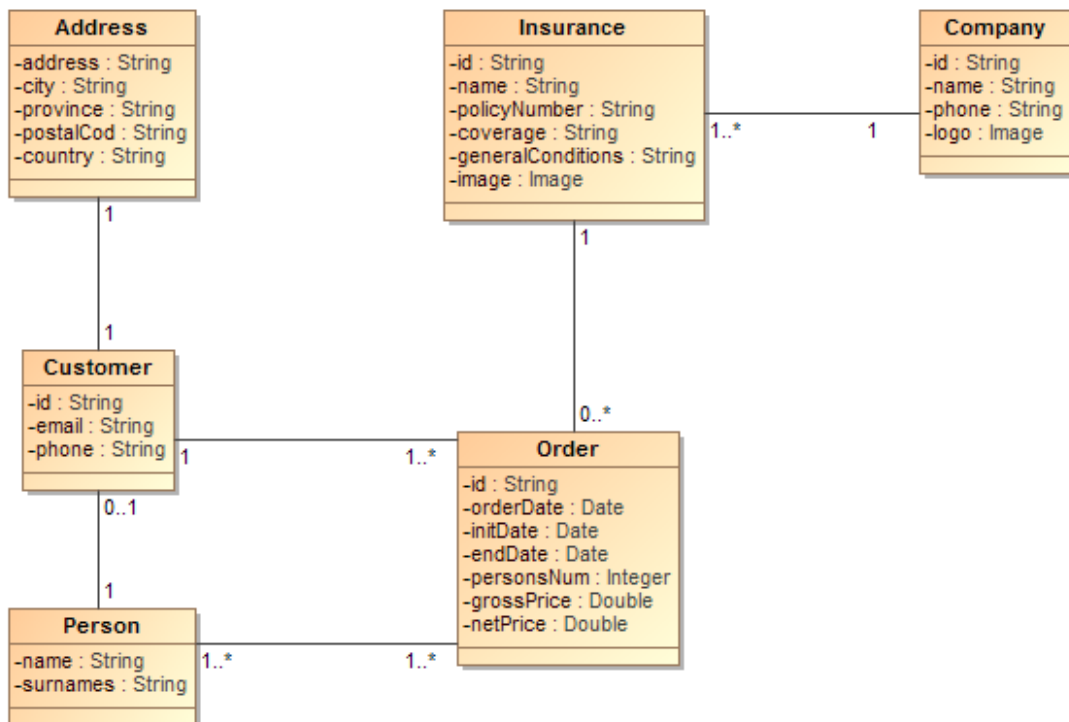 Address
-address : String
-city : String
-province : String
-postalCod : String
-country : String
1
1
Insurance
-id : String
-name : String
-policyNumber : String
-coverage : String
-generalConditions : String
-image : Image
1..*
1
Company
-id : String
-name : String
-phone : String
-logo : Image
1
0..*
Customer
-id : String
-email : String
-phone : String
1
1..*
0..1
1
Order
-id : String
-orderDate : Date
-initDate : Date
-endDate : Date
-personsNum : Integer
-grossPrice : Double
-netPrice : Double
Person
-name : String
-surnames : String
1..*
1..*